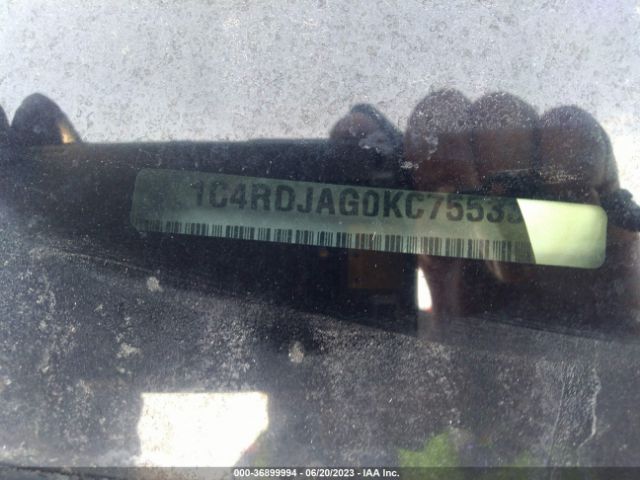 1C4RDJAG0KC7553
000-36899994 - 06/20/2023 - IAA Inc.